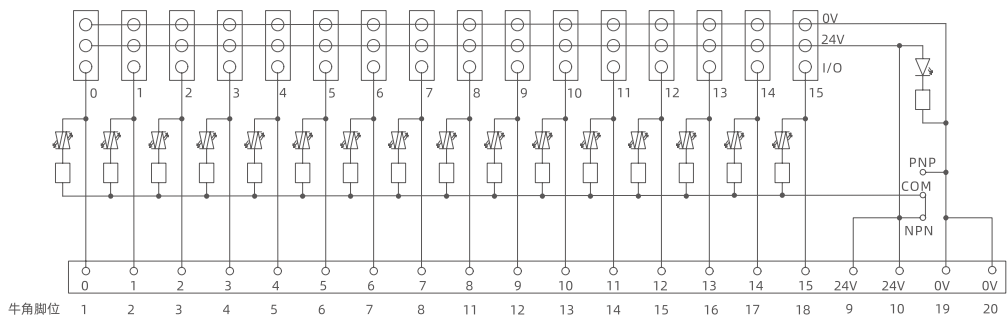 0V
24V
I/O
0 1 2 3 4 5 6 7 8 9 10 11 12 13 14 15
PNP
COM
NPN
0 1 2 3 4 5 6 7 8 9 10 11 12 13 14 15 24V 24V 0V 0V
牛角脚位 1 2 3 4 5 6 7 8 11 12 13 14 15 16 17 18 9 10 19 20